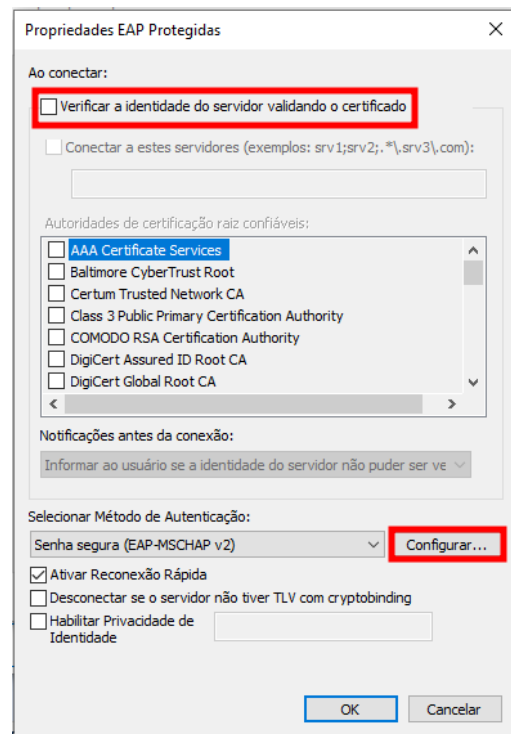 Propriedades EAP Protegidas
Ao conectar:
Verificar a identidade do servidor validando o certificado
Conectar a estes servidores (exemplos: srv1;srv2;.*\.srv3\.com):
Autoridades de certificação raiz confiáveis:
AAA Certificate Services
Baltimore CyberTrust Root
Certum Trusted Network CA
Class 3 Public Primary Certification Authority
COMODO RSA Certification Authority
DigiCert Assured ID Root CA
DigiCert Global Root CA
Notificações antes da conexão:
Informar ao usuário se a identidade do servidor não puder ser ve
Selecionar Método de Autenticação:
Senha segura (EAP-MSCHAP v2)
Configurar...
Ativar Reconexão Rápida
Desconectar se o servidor não tiver TLV com cryptobinding
Habilitar Privacidade de
Identidade
OK
Cancelar